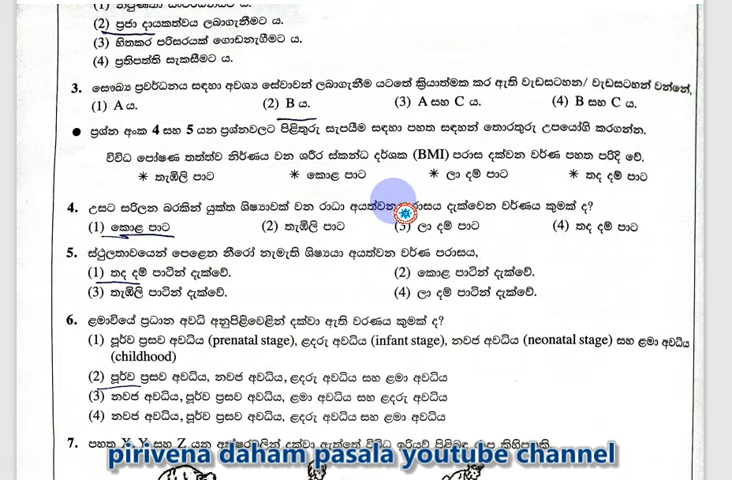 (2) ප්‍රජා දායකත්වය ලබාගැනීමට ය.
(3) හිතකර පරිසරයක් ගොඩනැගීමට ය.
(4) ප්‍රතිපත්ති සැකසීමට ය.
3. සෞඛ්‍ය ප්‍රවර්ධනය සඳහා අවශ්‍ය සේවාවන් ලබාගැනීම යටතේ ක්‍රියාත්මක කර ඇති වැඩසටහන/ වැඩසටහන් වන්නේ,
(1) A ය. (2) B ය. (3) A සහ C ය. (4) B සහ C ය.
● ප්‍රශ්න අංක 4 සහ 5 යන ප්‍රශ්නවලට පිළිතුරු සැපයීම සඳහා පහත සඳහන් තොරතුරු උපයෝගී කරගන්න.
විවිධ පෝෂණ තත්ත්ව නිර්ණය වන ශරීර ස්කන්ධ දර්ශක (BMI) පරාස දක්වන වර්ණ පහත පරිදි වේ.
* තැඹිලි පාට * කොළ පාට * ලා දම් පාට * තද දම් පාට
4. උසට සරිලන බරකින් යුක්ත ශිෂ්‍යාවක් වන රාධා අයත්වන පරාසය දැක්වෙන වර්ණය කුමක් ද?
(1) කොළ පාට (2) තැඹිලි පාට (3) ලා දම් පාට (4) තද දම් පාට
5. ස්ථුලතාවයෙන් පෙළෙන නිරෝ නැමැති ශිෂ්‍යයා අයත්වන වර්ණ පරාසය,
(1) තද දම් පාටින් දැක්වේ. (2) කොළ පාටින් දැක්වේ.
(3) තැඹිලි පාටින් දැක්වේ. (4) ලා දම් පාටින් දැක්වේ.
6. ළමාවියේ ප්‍රධාන අවධි අනුපිළිවෙළින් දක්වා ඇති වරණය කුමක් ද?
(1) පූර්ව ප්‍රසව අවධිය (prenatal stage), ළදරු අවධිය (infant stage), නවජ අවධිය (neonatal stage) සහ ළමා අවධිය
(childhood)
(2) පූර්ව ප්‍රසව අවධිය, නවජ අවධිය, ළදරු අවධිය සහ ළමා අවධිය
(3) නවජ අවධිය, පූර්ව ප්‍රසව අවධිය, ළමා අවධිය සහ ළදරු අවධිය
(4) නවජ අවධිය, පූර්ව ප්‍රසව අවධිය, ළදරු අවධිය සහ ළමා අවධිය
7. පහත X, Y සහ Z යන
pirivena daham pasala youtube channel